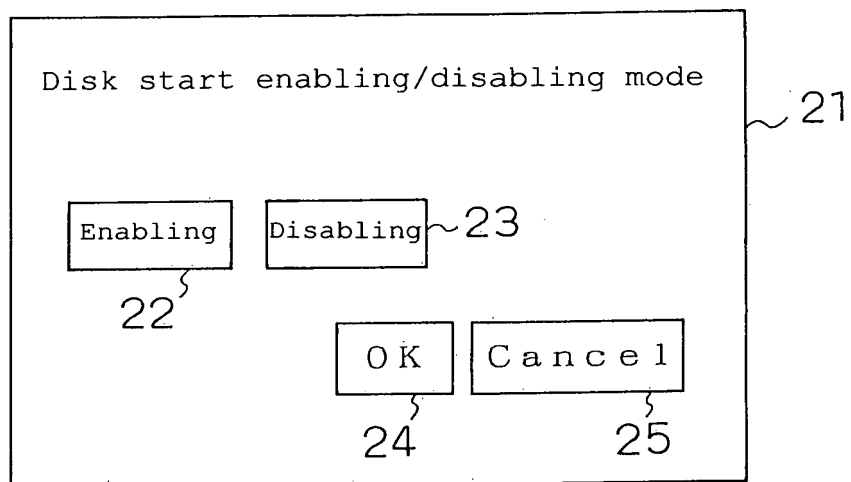 Disk start enabling/disabling mode
21
Enabling
Disabling
23
22
OK
Cancel
24
25